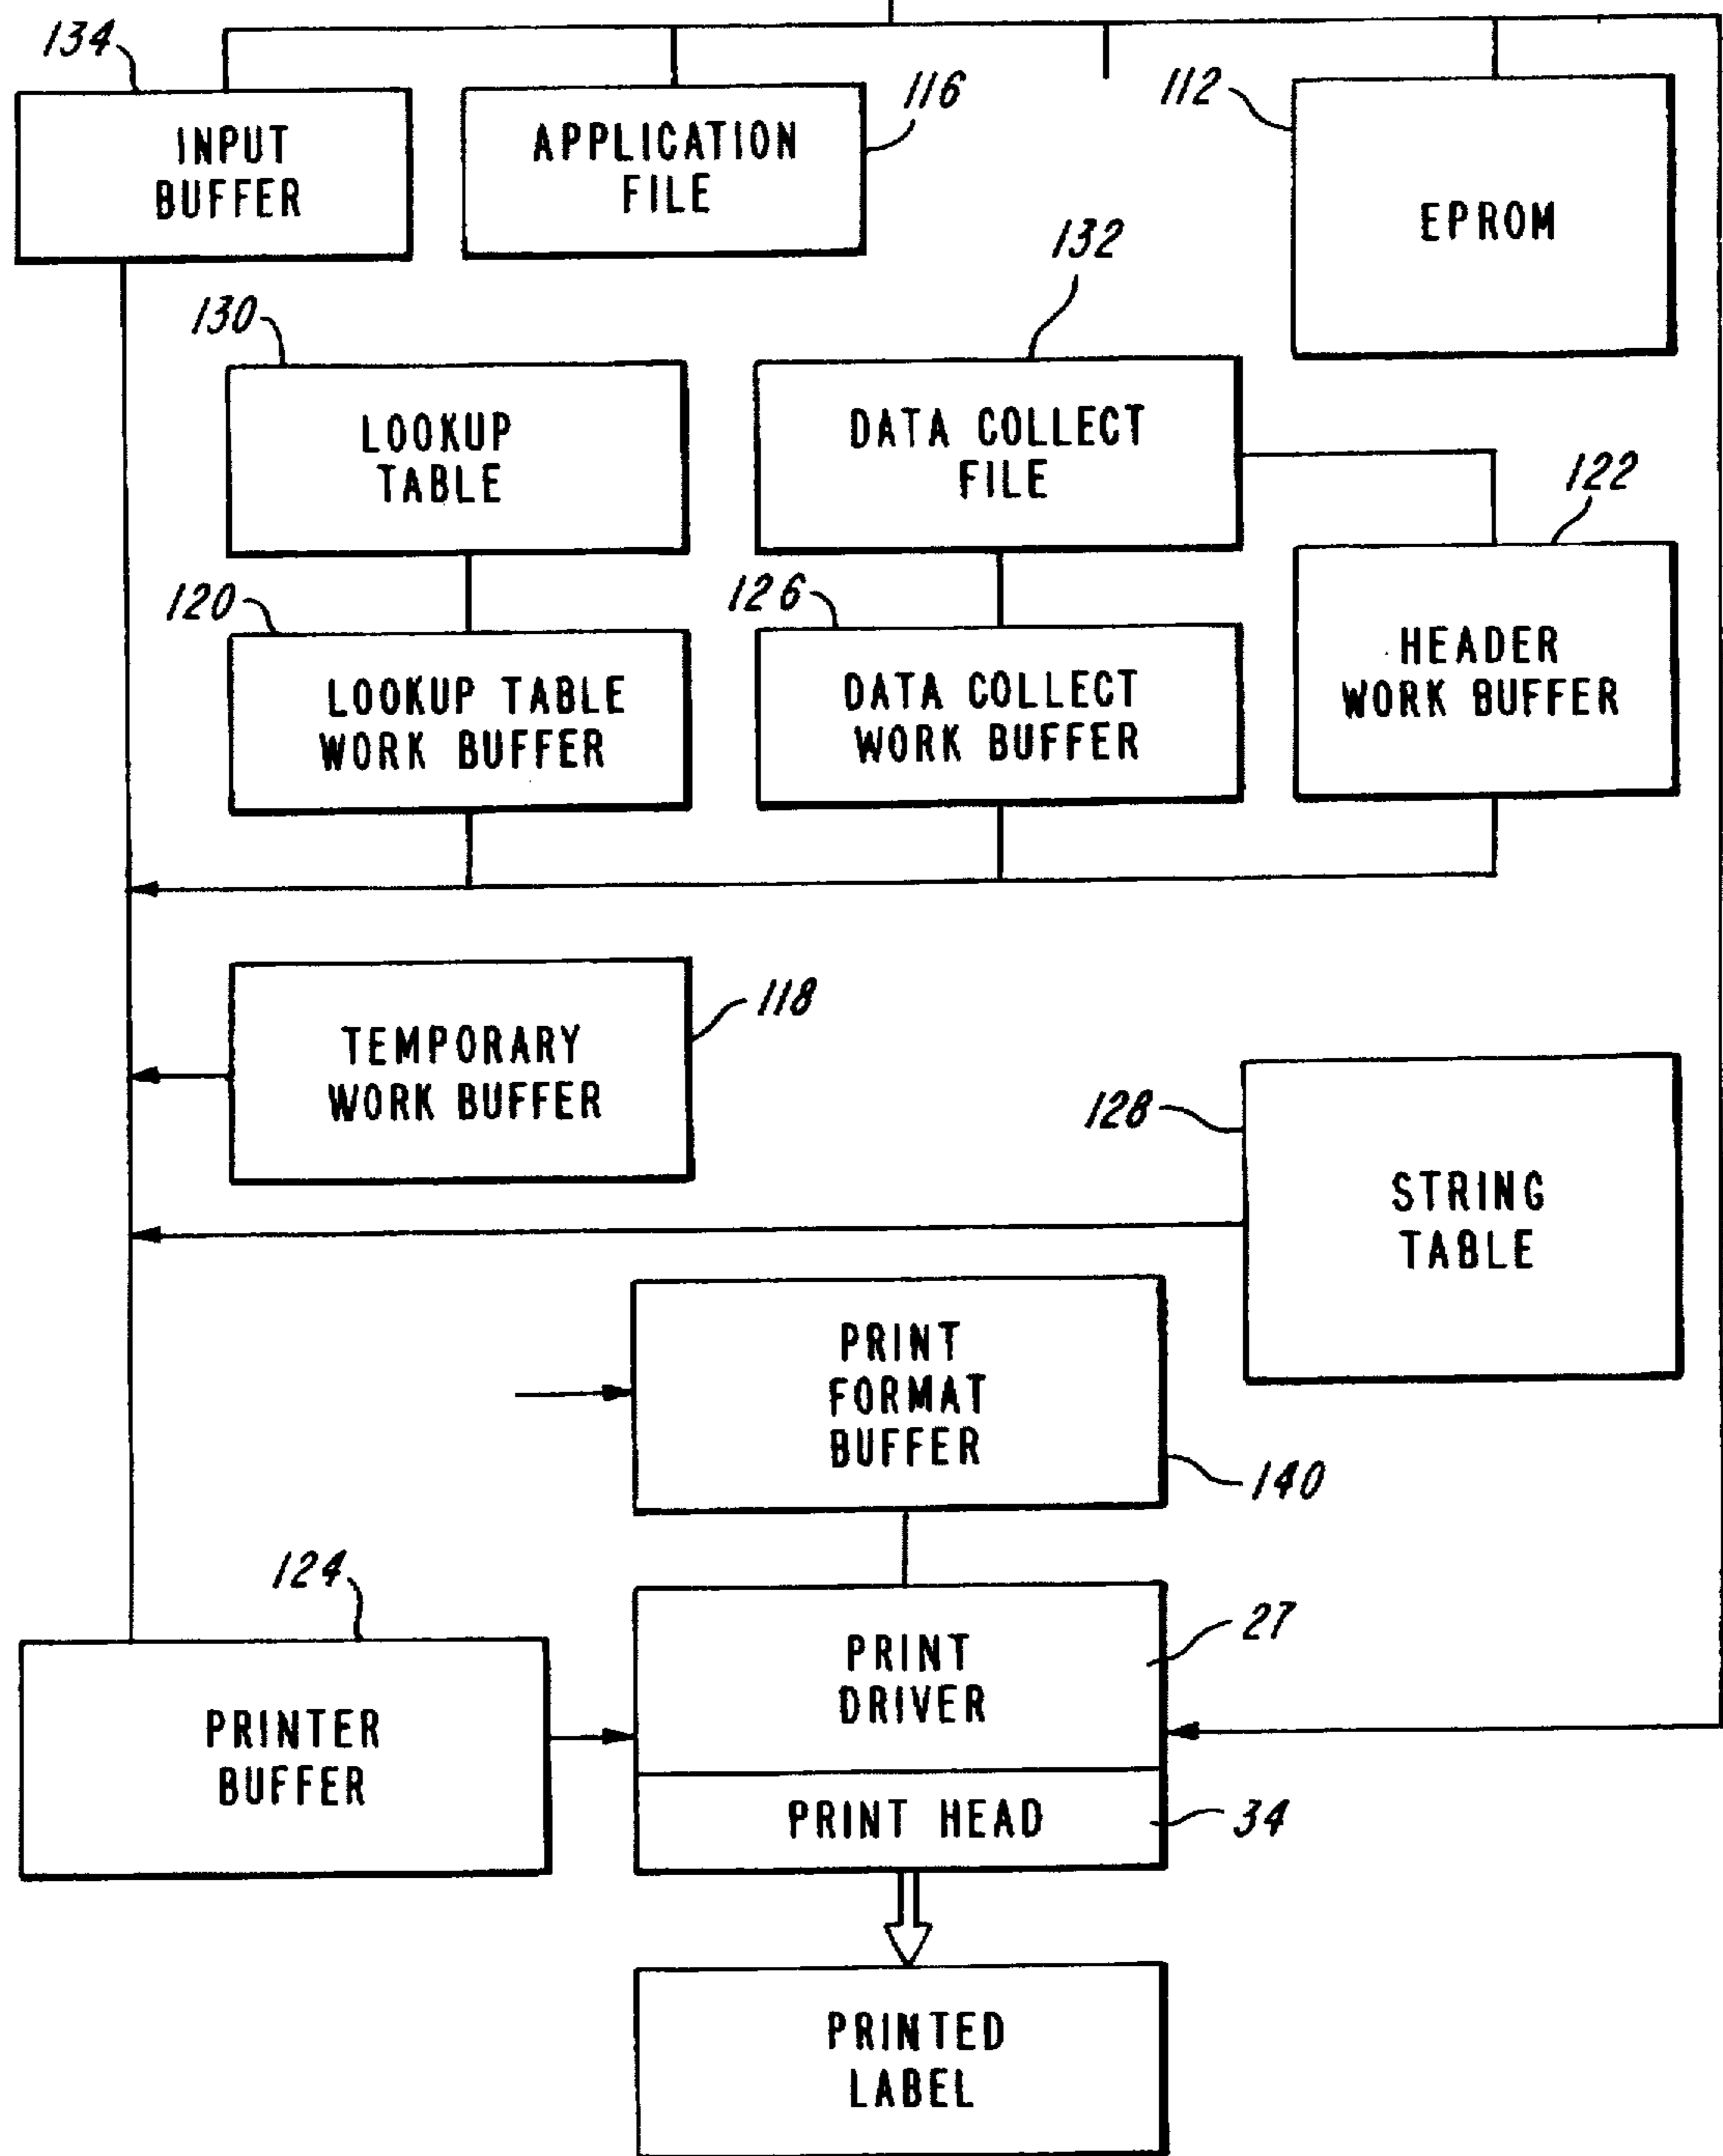 134
INPUT
BUFFER
116
APPLICATION
FILE
112
EPROM
130
LOOKUP
TABLE
132
DATA COLLECT
FILE
122
HEADER
WORK BUFFER
120
LOOKUP TABLE
WORK BUFFER
126
DATA COLLECT
WORK BUFFER
118
TEMPORARY
WORK BUFFER
128
STRING
TABLE
PRINT
FORMAT
BUFFER
140
124
PRINTER
BUFFER
PRINT
DRIVER
27
PRINT HEAD
34
PRINTED
LABEL